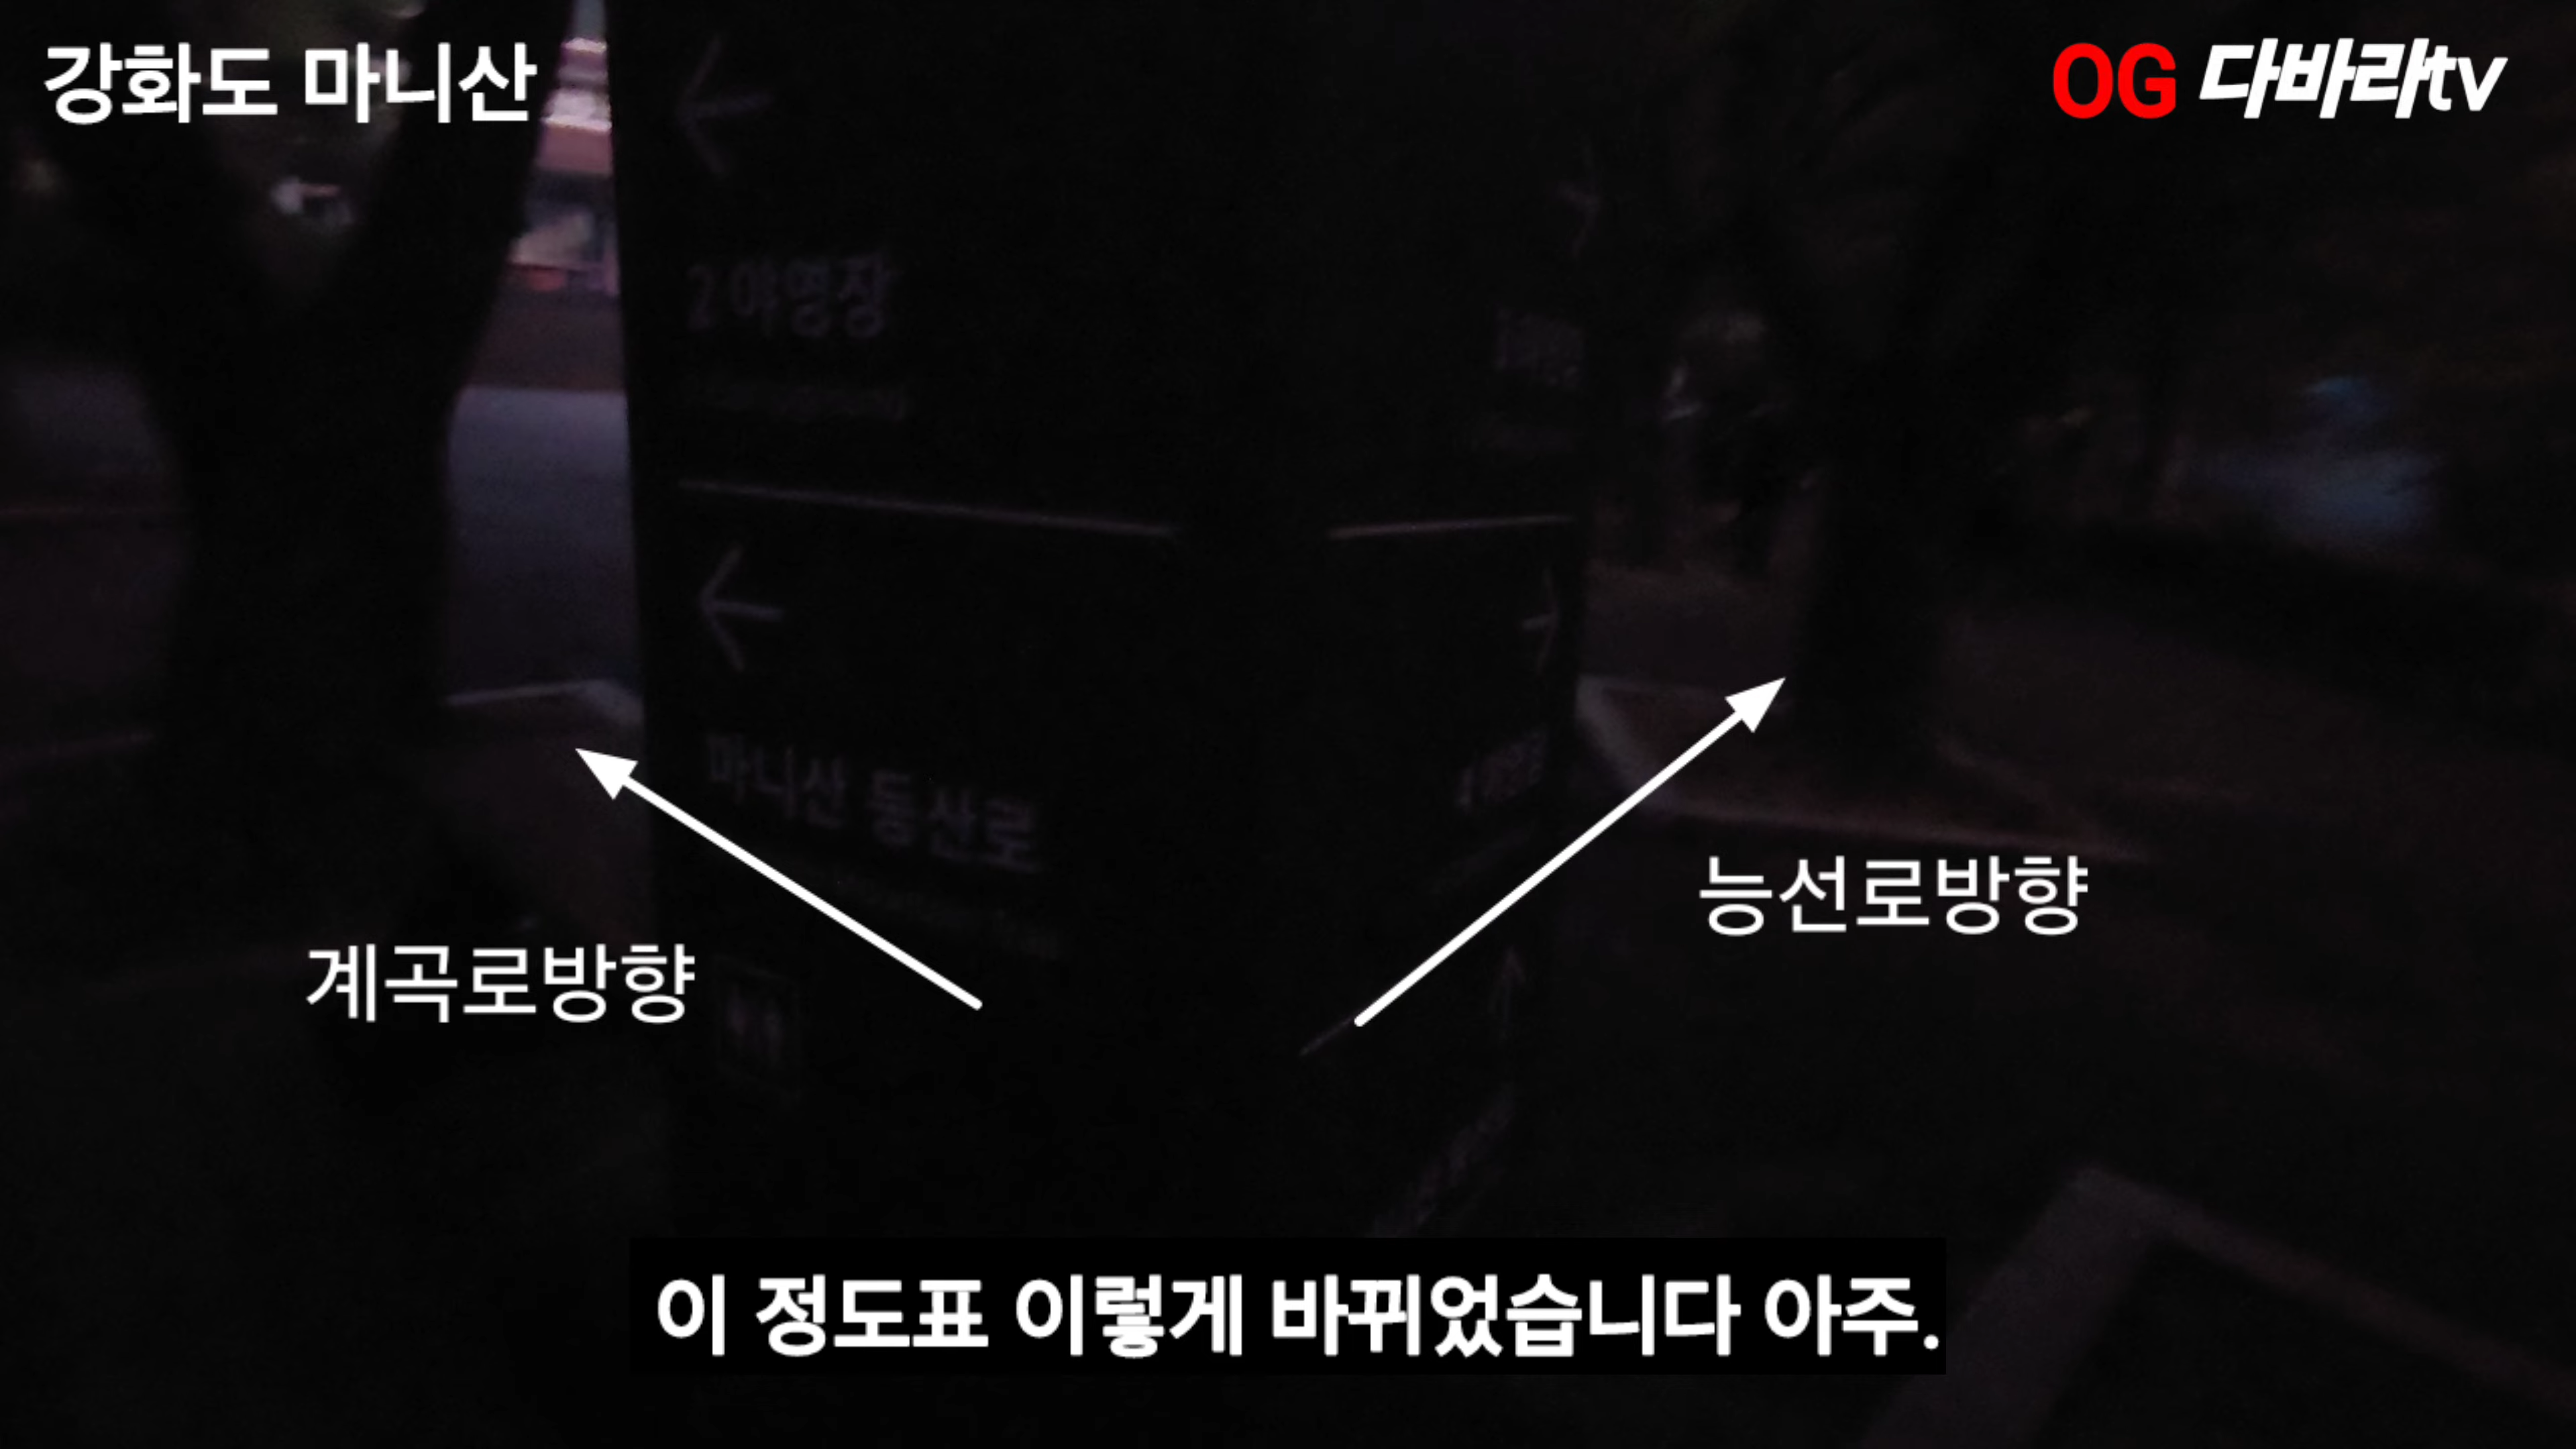 강화도 마니산
OG 다바라tv
2 야영장
마니산 등산로
능선로방향
계곡로방향
이 정도표 이렇게 바뀌었습니다 아주.